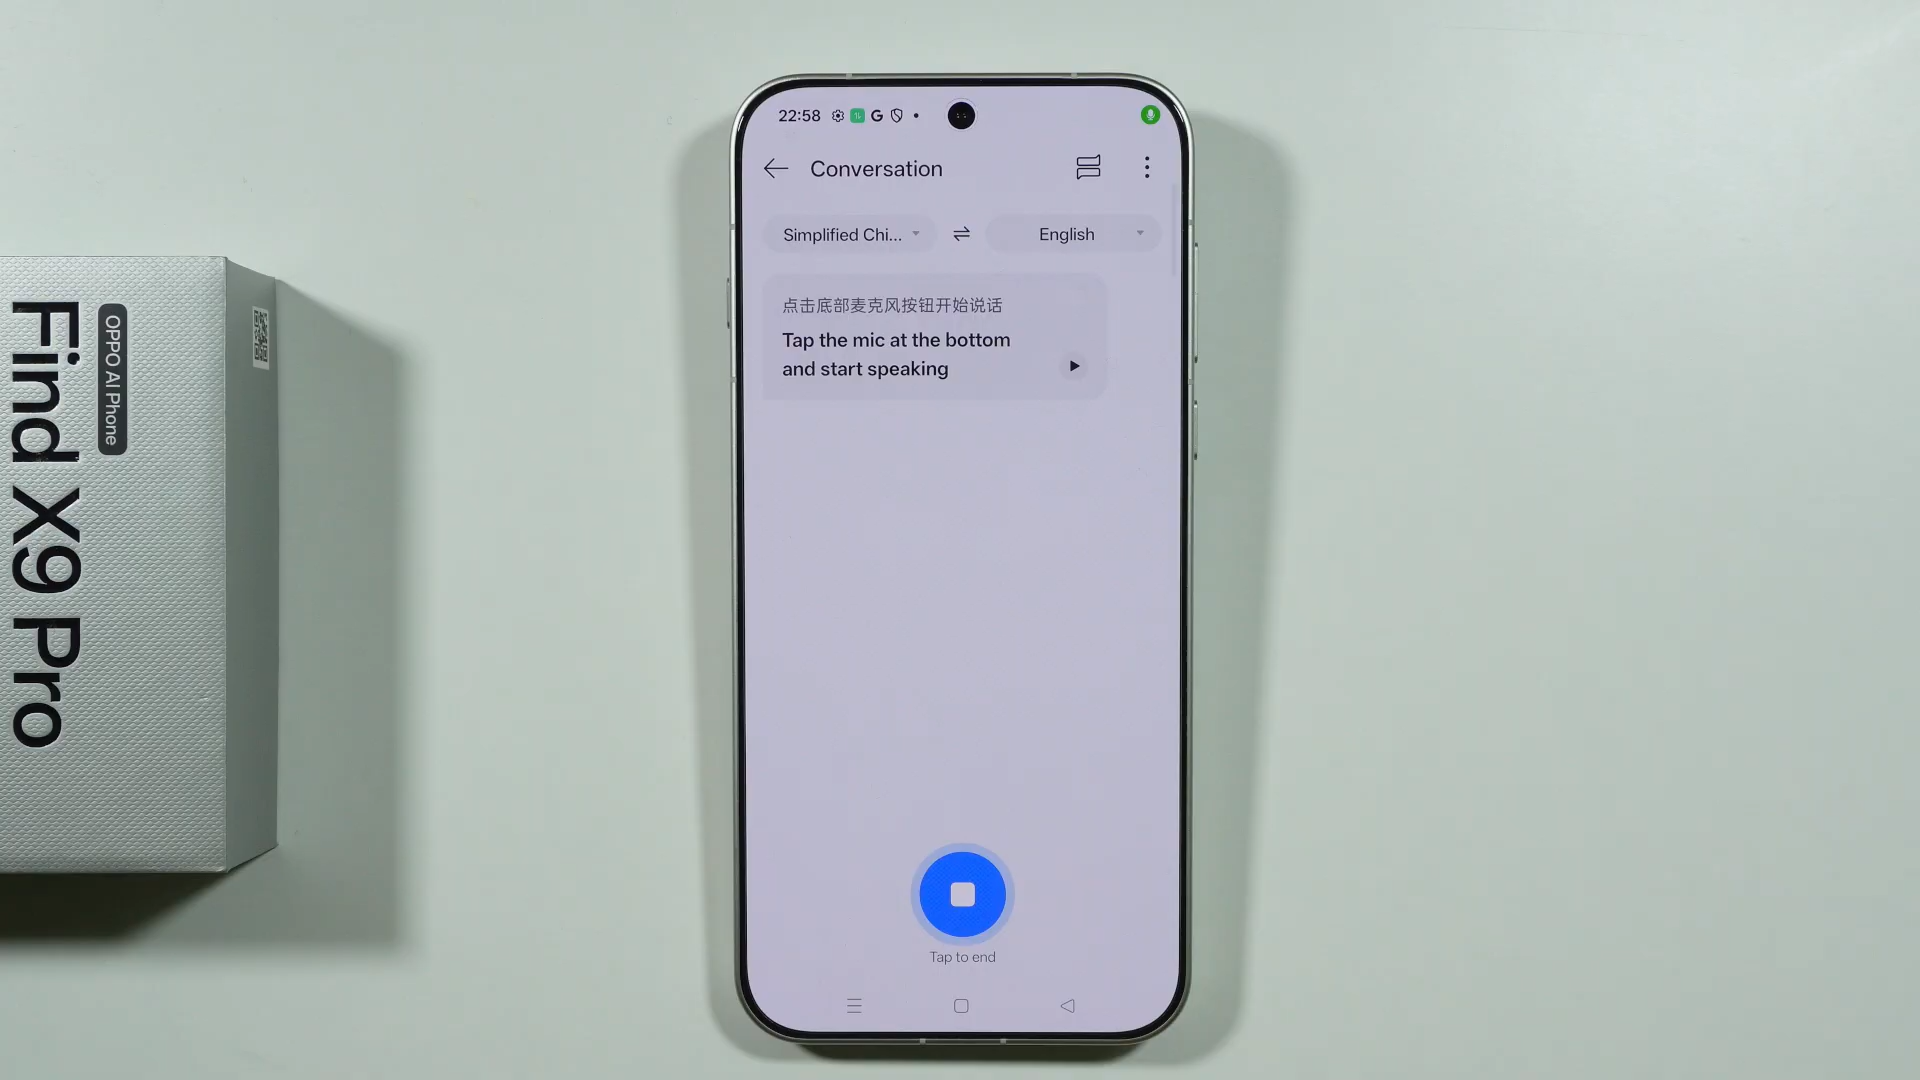 OPPO AI Phone
Find X9 Pro
22:58
Conversation
Simplified Chi...
English
点击底部麦克风按钮开始说话
Tap the mic at the bottom
and start speaking
Tap to end